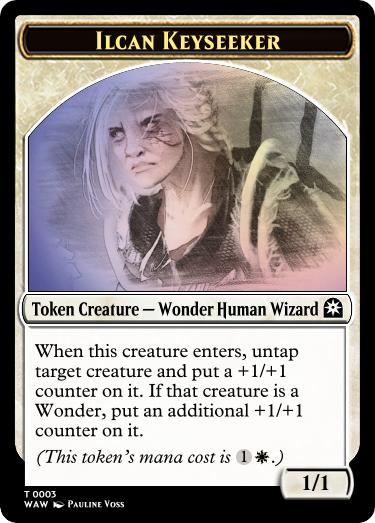 ILCAN KEYSEEKER
Token Creature — Wonder Human Wizard
When this creature enters, untap
target creature and put a +1/+1
counter on it. If that creature is a
Wonder, put an additional +1/+1
counter on it.
(This token's mana cost is 1.)
1/1
T 0003
WAW PAULINE VOSS